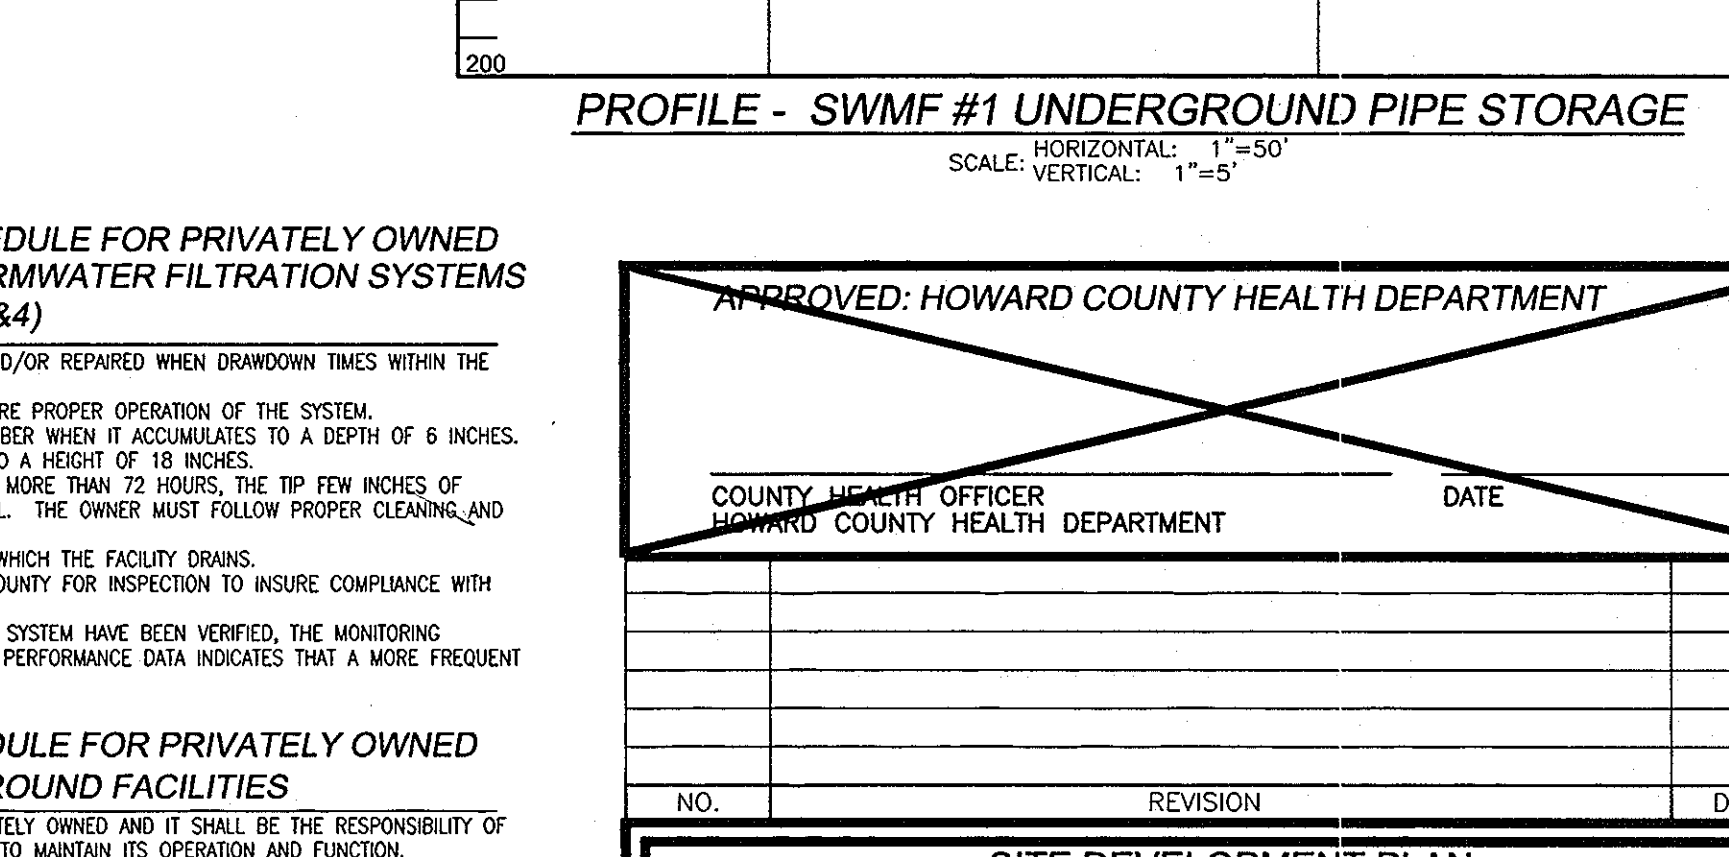 200
PROFILE - SWMF #1 UNDERGROUND PIPE STORAGE
SCALE: HORIZONTAL: 1"=50'
VERTICAL: 1"=5'
EDULE FOR PRIVATELY OWNED
RMWATER FILTRATION SYSTEMS
&4)
D/OR REPAIRED WHEN DRAWDOWN TIMES WITHIN THE
RE PROPER OPERATION OF THE SYSTEM.
BER WHEN IT ACCUMULATES TO A DEPTH OF 6 INCHES.
O A HEIGHT OF 18 INCHES.
MORE THAN 72 HOURS, THE TIP FEW INCHES OF
L. THE OWNER MUST FOLLOW PROPER CLEANING AND
WHICH THE FACILITY DRAINS.
OUNTY FOR INSPECTION TO INSURE COMPLIANCE WITH
SYSTEM HAVE BEEN VERIFIED, THE MONITORING
PERFORMANCE DATA INDICATES THAT A MORE FREQUENT
DULE FOR PRIVATELY OWNED
ROUND FACILITIES
TELY OWNED AND IT SHALL BE THE RESPONSIBILITY OF
TO MAINTAIN ITS OPERATION AND FUNCTION.
APPROVED: HOWARD COUNTY HEALTH DEPARTMENT
COUNTY HEALTH OFFICER
HOWARD COUNTY HEALTH DEPARTMENT
DATE
NO. REVISION D
SITE DEVELOPMENT PLAN